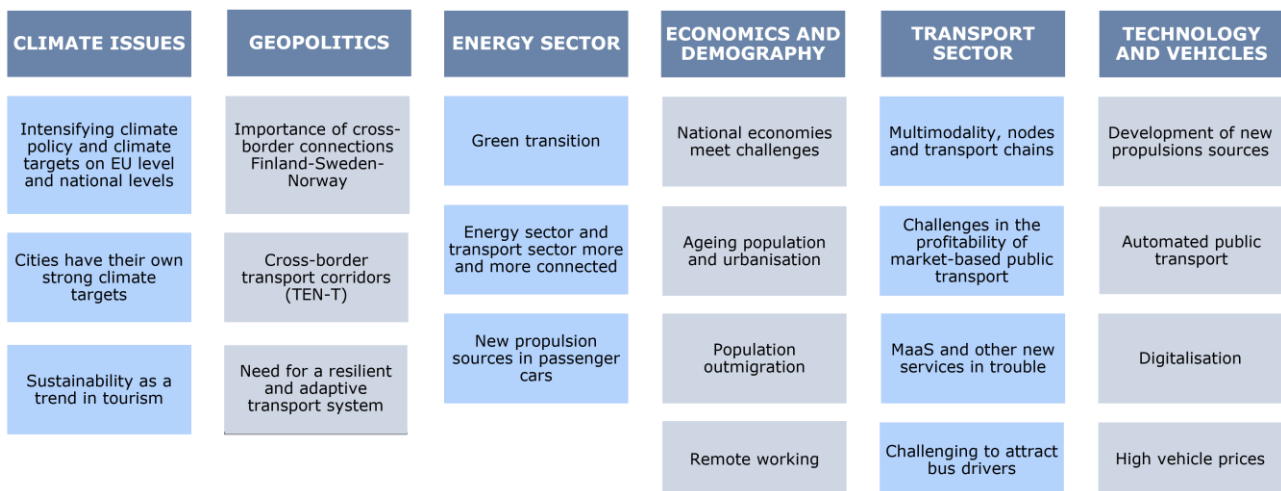 CLIMATE ISSUES
Intensifying climate
policy and climate
targets on EU level
and national levels
Cities have their own
strong climate
targets
Sustainability as a
trend in tourism
GEOPOLITICS
Importance of cross-
border connections
Finland-Sweden-
Norway
Cross-border
transport corridors
(TEN-T)
Need for a resilient
and adaptive
transport system
ENERGY SECTOR
Green transition
Energy sector and
transport sector more
and more connected
New propulsion
sources in passenger
cars
ECONOMICS AND
DEMOGRAPHY
National economies
meet challenges
Ageing population
and urbanisation
Population
outmigration
Remote working
TRANSPORT
SECTOR
Multimodality, nodes
and transport chains
Challenges in the
profitability of
market-based public
transport
MaaS and other new
services in trouble
Challenging to attract
bus drivers
TECHNOLOGY
AND VEHICLES
Development of new
propulsions sources
Automated public
transport
Digitalisation
High vehicle prices